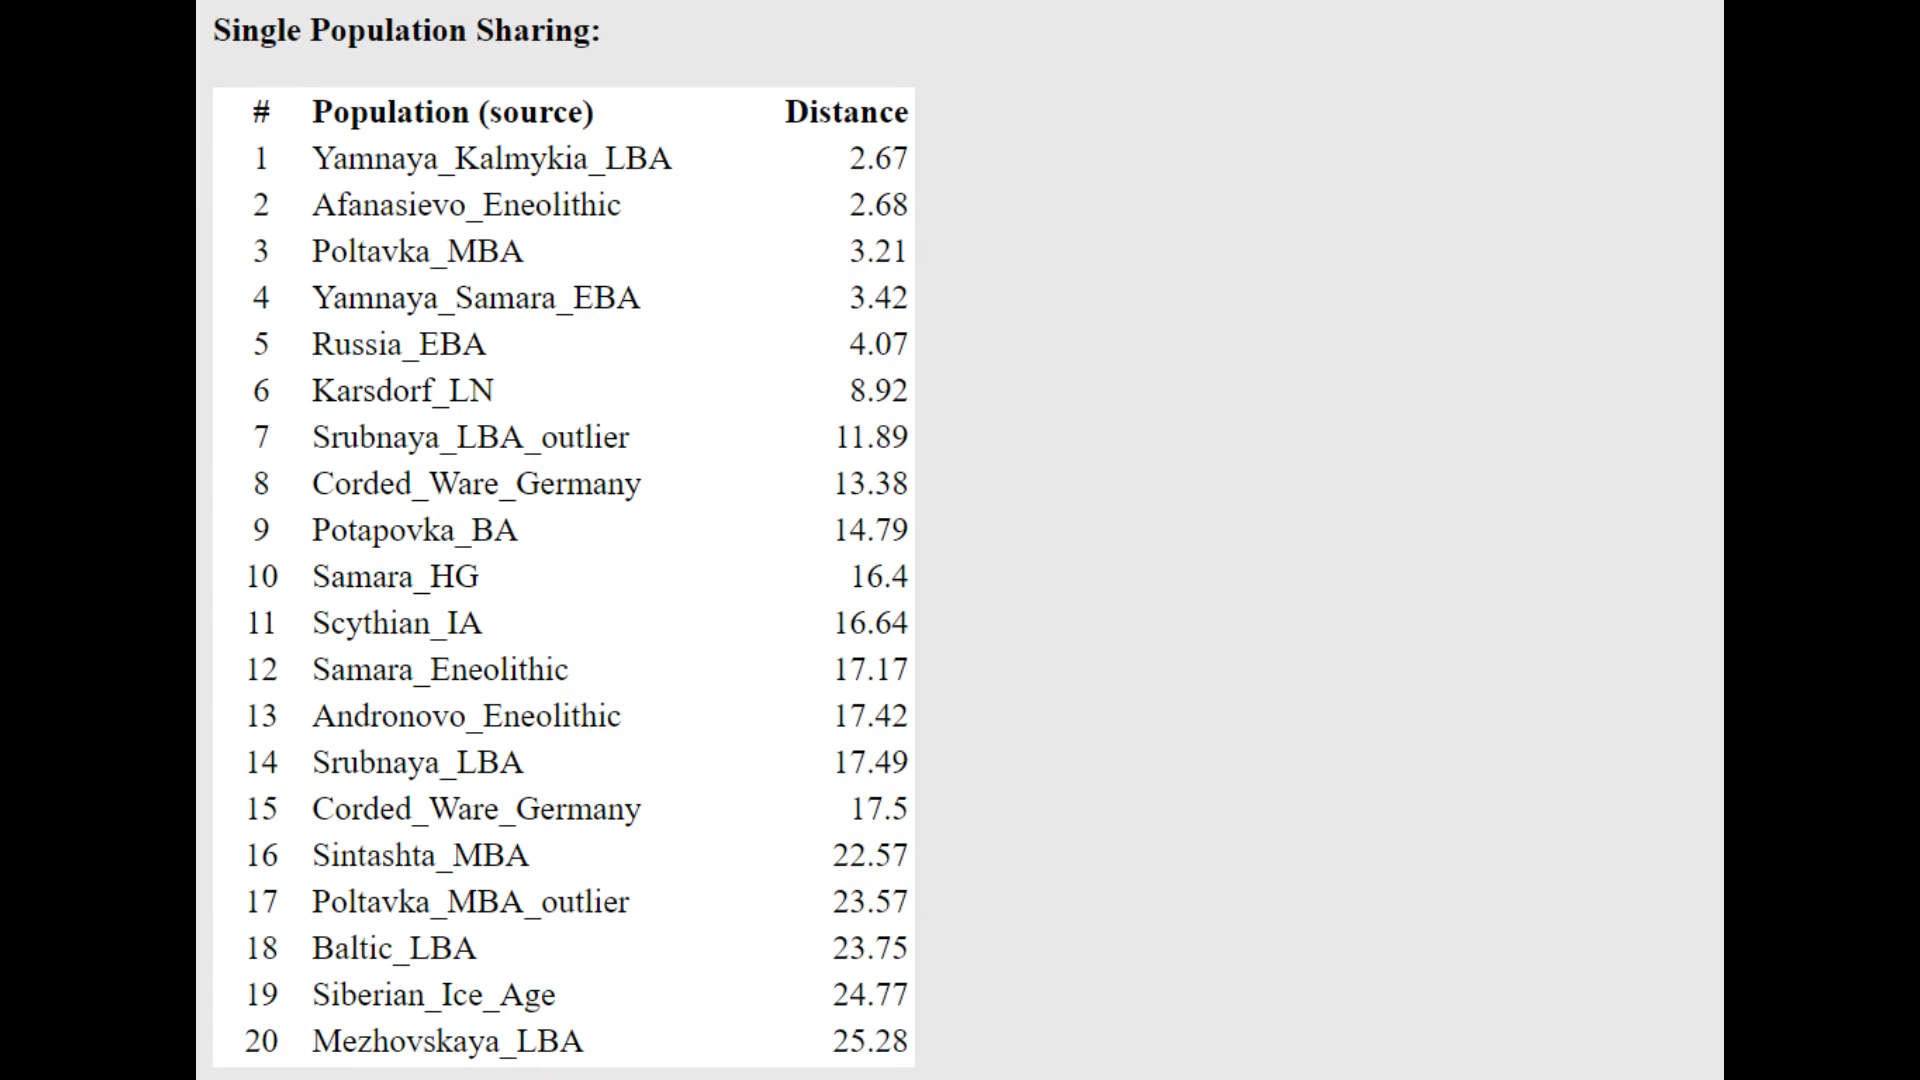 Single Population Sharing:
# Population (source) Distance
1 Yamnaya_Kalmykia_LBA 2.67
2 Afanasievo_Eneolithic 2.68
3 Poltavka_MBA 3.21
4 Yamnaya_Samara_EBA 3.42
5 Russia_EBA 4.07
6 Karsdorf_LN 8.92
7 Srubnaya_LBA_outlier 11.89
8 Corded_Ware_Germany 13.38
9 Potapovka_BA 14.79
10 Samara_HG 16.4
11 Scythian_IA 16.64
12 Samara_Eneolithic 17.17
13 Andronovo_Eneolithic 17.42
14 Srubnaya_LBA 17.49
15 Corded_Ware_Germany 17.5
16 Sintashta_MBA 22.57
17 Poltavka_MBA_outlier 23.57
18 Baltic_LBA 23.75
19 Siberian_Ice_Age 24.77
20 Mezhovskaya_LBA 25.28